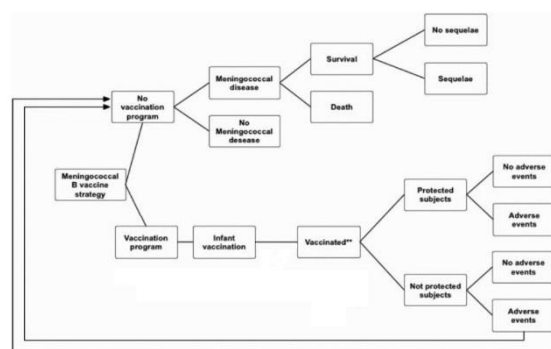 No sequelae
Survival
Meningococcal
disease
Sequelae
No
vaccination
program
Death
No
Meningococcal
desease
Meningococcal
B vaccine
strategy
No adverse
events
Protected
subjects
Adverse
events
Vaccination
program
Infant
vaccination
Vaccinated**
No adverse
events
Not protected
subjects
Adverse
events